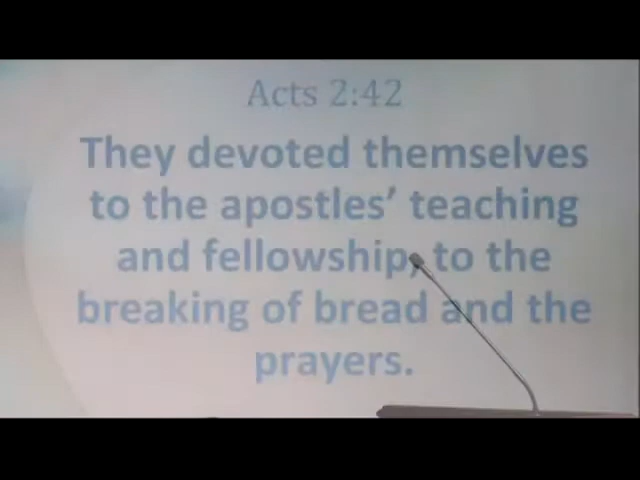 Acts 2:42
They devoted themselves
to the apostles’ teaching
and fellowship, to the
breaking of bread and the
prayers.